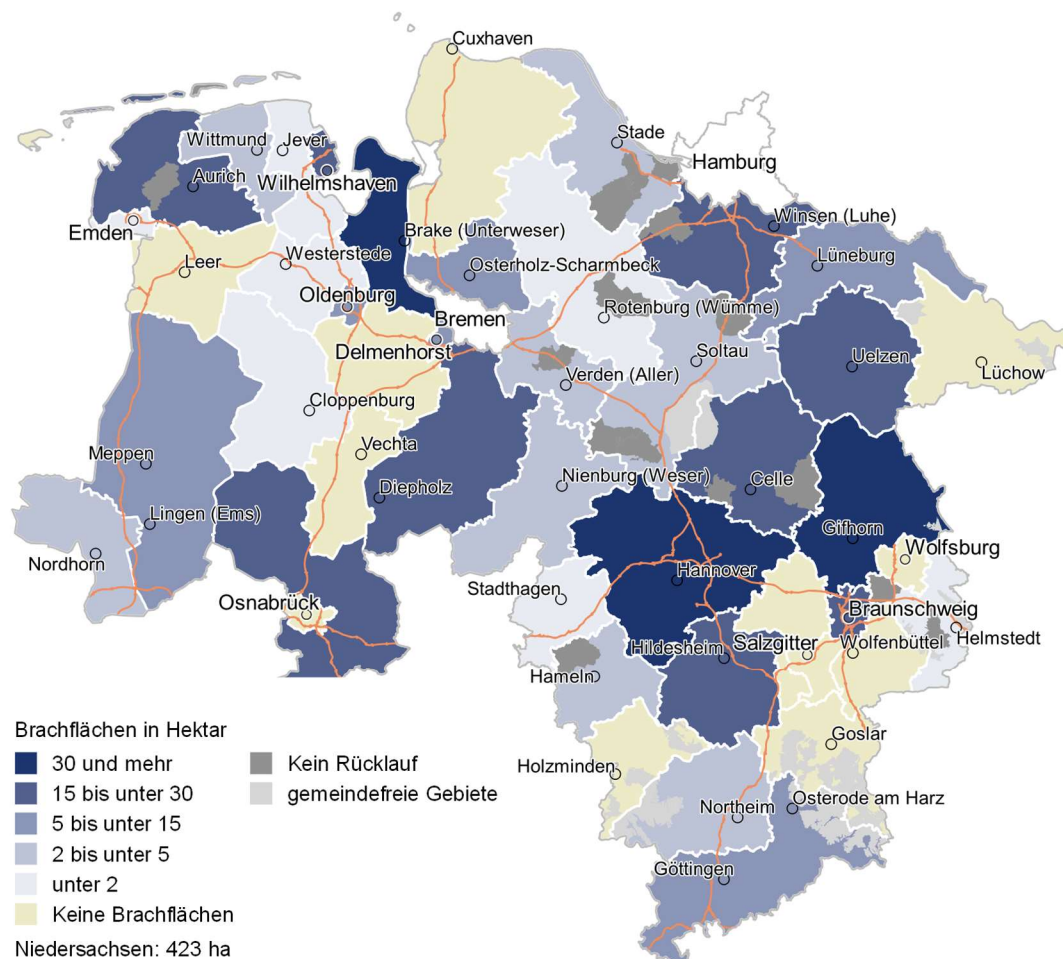 Cuxhaven
Stade
Hamburg
Wittmund
Jever
Aurich
Wilhelmshaven
Winsen (Luhe)
Emden
Brake (Unterweser)
Leer
Westerstede
Osterholz-Scharmbeck
Lüneburg
Oldenburg
Rotenburg (Wümme)
Bremen
Delmenhorst
Soltau
Uelzen
Lüchow
Verden (Aller)
Cloppenburg
Vechta
Meppen
Diepholz
Nienburg (Weser)
Celle
Lingen (Ems)
Gifhorn
Nordhorn
Wolfsburg
Hannover
Stadthagen
Osnabrück
Braunschweig
Helmstedt
Salzgitter
Wolfenbüttel
Hildesheim
Hameln
Goslar
Holzminden
Northeim
Osterode am Harz
Göttingen
Brachflächen in Hektar
30 und mehr
15 bis unter 30
5 bis unter 15
2 bis unter 5
unter 2
Keine Brachflächen
Kein Rücklauf
gemeindefreie Gebiete
Niedersachsen: 423 ha